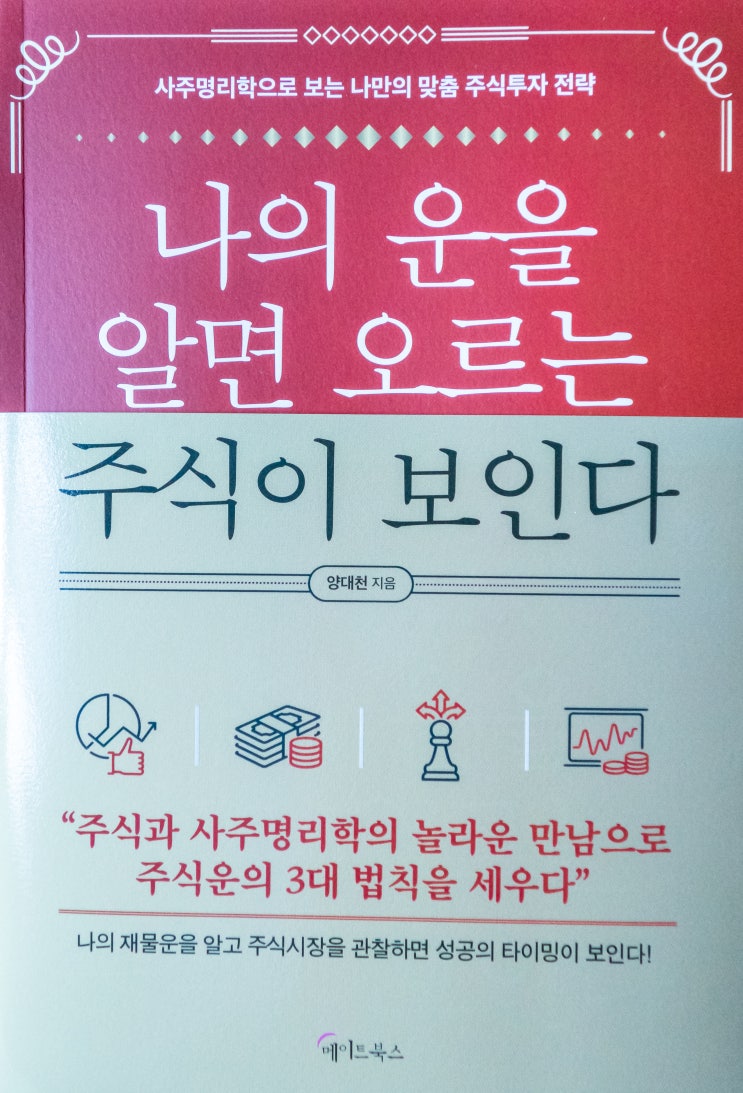 사주명리학으로 보는 나만의 맞춤 주식투자 전략
나의 운을
알면 오르는
주식이 보인다
양대천 지음
“주식과 사주명리학의 놀라운 만남으로
주식운의 3대 법칙을 세우다”
나의 재물운을 알고 주식시장을 관찰하면 성공의 타이밍이 보인다!
메이트북스